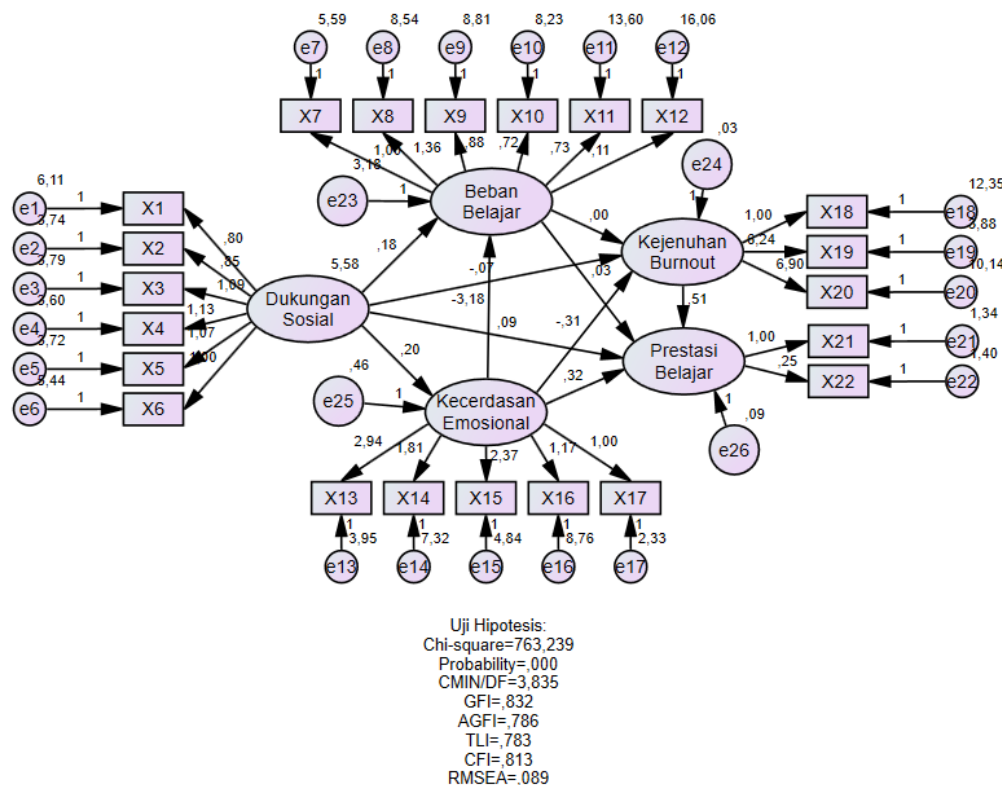 5,59 8,54 8,81 8,23 13,60 16,06
e7 e8 e9 e10 e11 e12
1 1 1 1 1 1
X7 X8 X9 X10 X11 X12
1,00 1,36 ,88 ,72 ,73 ,11
3,18
e23
1
Beban
Belajar
,03
e24
1
6,11
e1 1 X1
3,74
e2 1 X2
3,79
e3 1 X3
3,60
e4 1 X4
3,72
e5 1 X5
5,44
e6 1 X6
,80
,85
1,09
1,13
1,07
1,00
5,58
Dukungan
Sosial
,18
-,07
-3,18
,09
,20
,00
,03
-,31
,32
,51
Kejenuhan
Burnout
1,00
6,24
6,90
X18 1 e18
12,35
X19 1 e19
8,88
X20 1 e20
10,14
Prestasi
Belajar
1,00
,25
X21 1 e21
1,34
X22 1 e22
1,40
1
,09
e26
,46
e25
1
Kecerdasan
Emosional
2,94 1,81 2,37 1,17 1,00
X13 X14 X15 X16 X17
1 1 1 1 1
3,95 7,32 4,84 8,76 2,33
e13 e14 e15 e16 e17
Uji Hipotesis:
Chi-square=763,239
Probability=,000
CMIN/DF=3,835
GFI=,832
AGFI=,786
TLI=,783
CFI=,813
RMSEA=,089